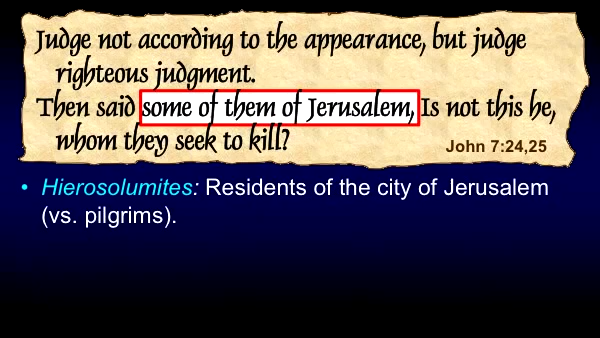 Judge not according to the appearance, but judge
righteous judgment.
Then said some of them of Jerusalem, Is not this he,
whom they seek to kill?
John 7:24,25
• Hierosolumites: Residents of the city of Jerusalem
(vs. pilgrims).